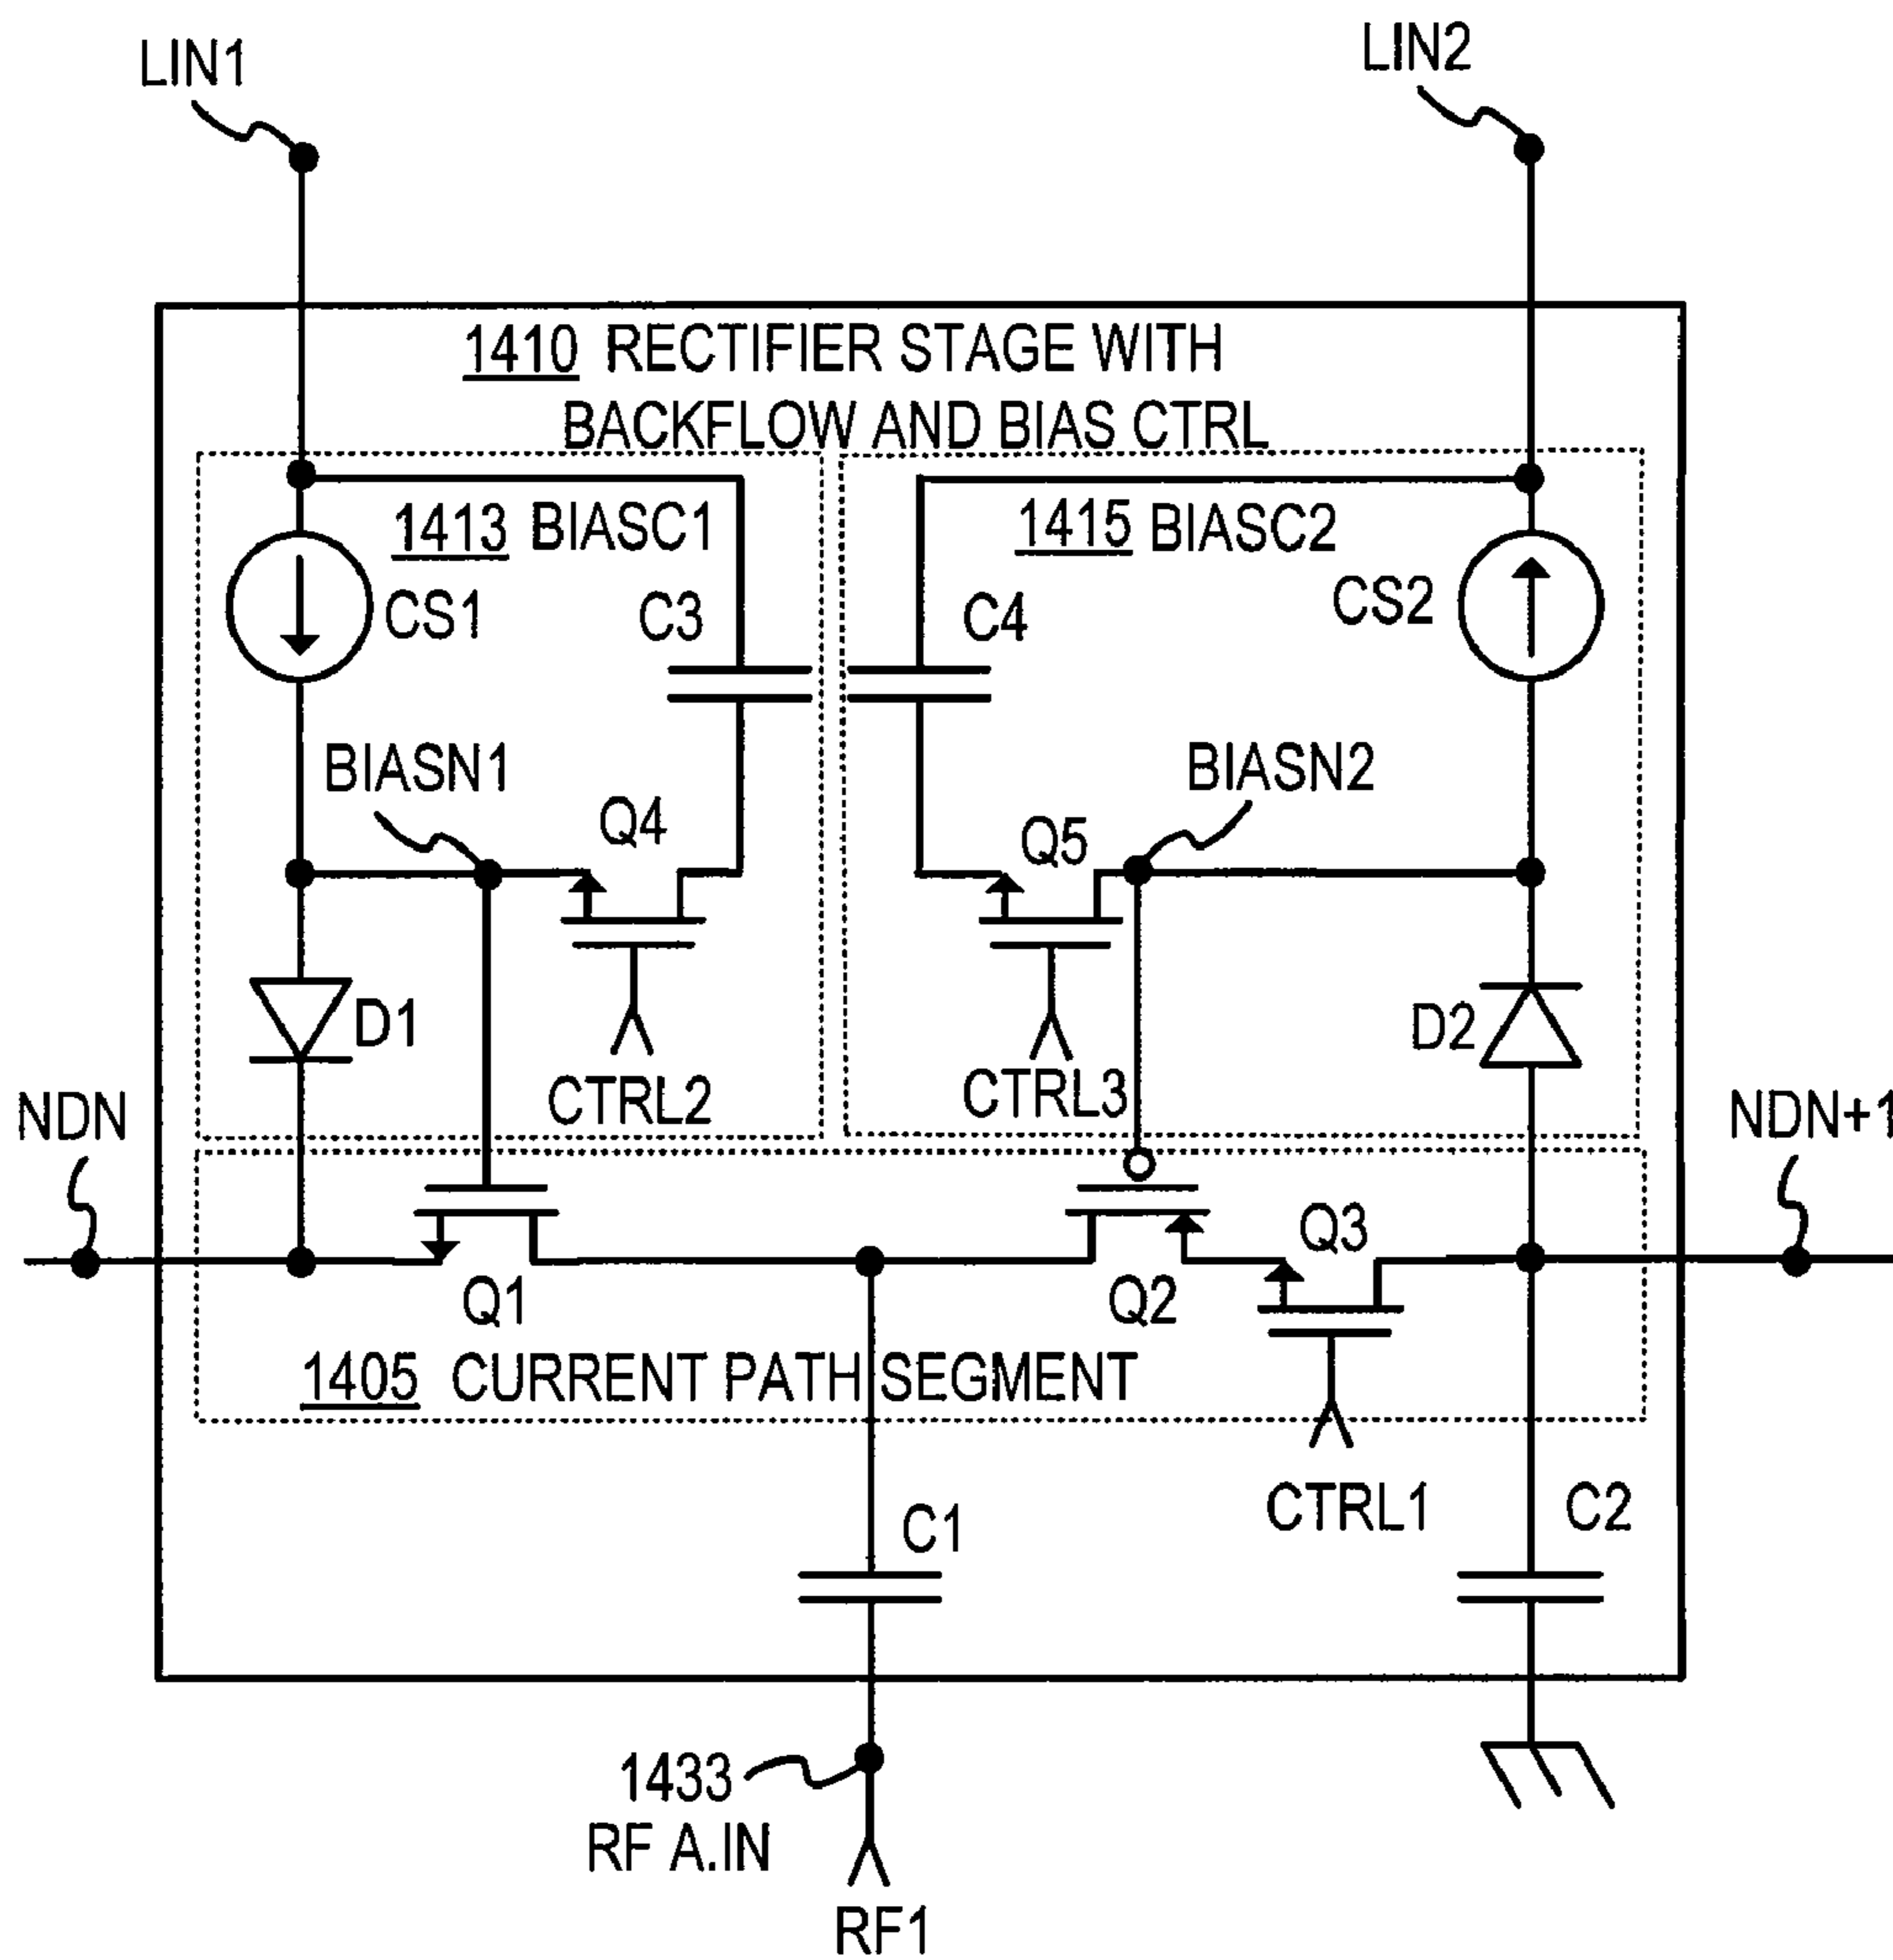 LIN1
LIN2
1410 RECTIFIER STAGE WITH
BACKFLOW AND BIAS CTRL
1413 BIASC1
1415 BIASC2
CS1
C3
C4
CS2
BIASN1
BIASN2
Q4
Q5
D1
D2
CTRL2
CTRL3
NDN
NDN+1
Q1
Q2
Q3
1405 CURRENT PATH SEGMENT
CTRL1
C1
C2
1433
RF A.IN
RF1